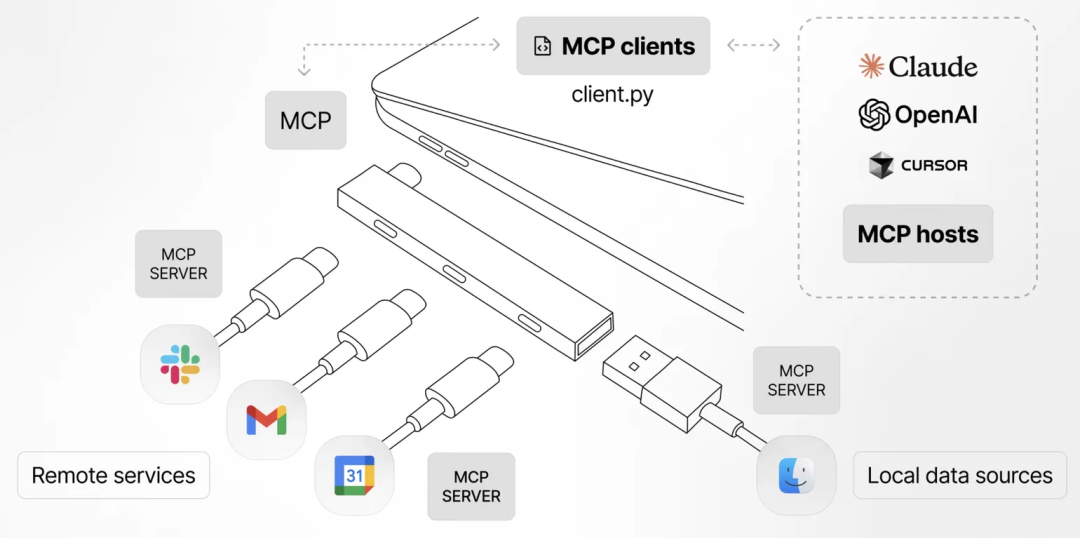 MCP clients
client.py
MCP
Claude
OpenAI
CURSOR
MCP hosts
MCP
SERVER
MCP
SERVER
31
MCP
SERVER
Remote services
Local data sources